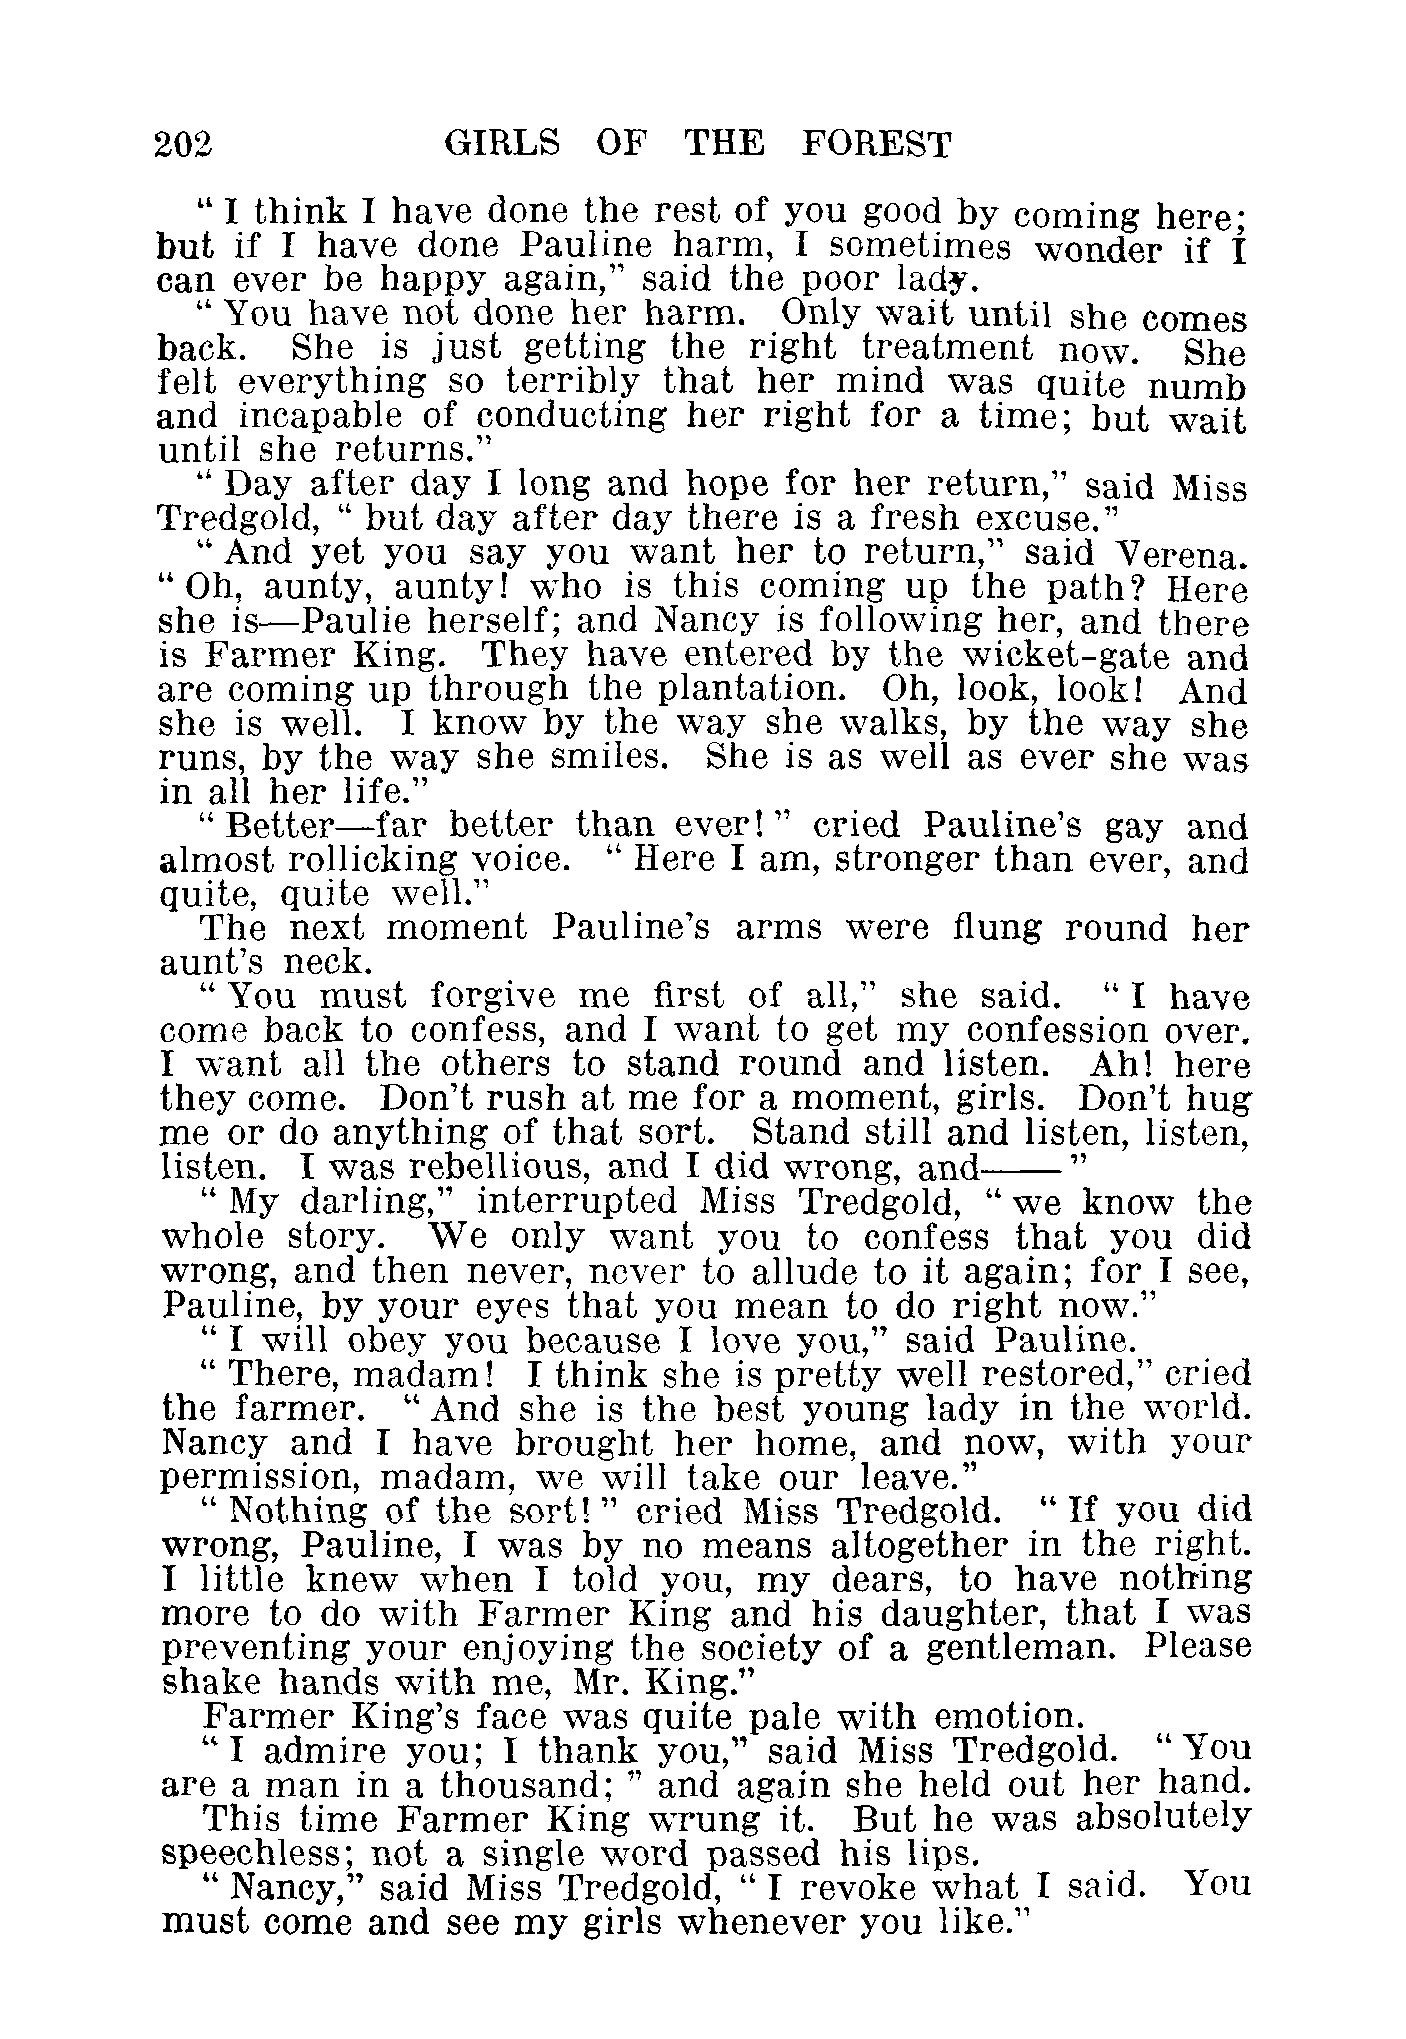 202 GIRLS OF THE FOREST
“ I think I have done the rest of you good by coming here;
but if I have done Pauline harm, I sometimes wonder if I
can ever be happy again,” said the poor lady.
“ You have not done her harm. Only wait until she comes
back. She is just getting the right treatment now. She
felt everything so terribly that her mind was quite numb
and incapable of conducting her right for a time; but wait
until she returns.”
“ Day after day I long and hope for her return,” said Miss
Tredgold, “ but day after day there is a fresh excuse.”
“ And yet you say you want her to return,” said Verena.
“ Oh, aunty, aunty! who is this coming up the path? Here
she is—Paulie herself; and Nancy is following her, and there
is Farmer King. They have entered by the wicket-gate and
are coming up through the plantation. Oh, look, look! And
she is well. I know by the way she walks, by the way she
runs, by the way she smiles. She is as well as ever she was
in all her life.”
“ Better—far better than ever! ” cried Pauline’s gay and
almost rollicking voice. “ Here I am, stronger than ever, and
quite, quite well.”
The next moment Pauline’s arms were flung round her
aunt’s neck.
“ You must forgive me first of all,” she said. “ I have
come back to confess, and I want to get my confession over.
I want all the others to stand round and listen. Ah! here
they come. Don’t rush at me for a moment, girls. Don’t hug
me or do anything of that sort. Stand still and listen, listen,
listen. I was rebellious, and I did wrong, and—— ”
“ My darling,” interrupted Miss Tredgold, “ we know the
whole story. We only want you to confess that you did
wrong, and then never, never to allude to it again; for I see,
Pauline, by your eyes that you mean to do right now.”
“ I will obey you because I love you,” said Pauline.
“ There, madam! I think she is pretty well restored,” cried
the farmer. “ And she is the best young lady in the world.
Nancy and I have brought her home, and now, with your
permission, madam, we will take our leave.”
“ Nothing of the sort! ” cried Miss Tredgold. “ If you did
wrong, Pauline, I was by no means altogether in the right.
I little knew when I told you, my dears, to have nothing
more to do with Farmer King and his daughter, that I was
preventing your enjoying the society of a gentleman. Please
shake hands with me, Mr. King.”
Farmer King’s face was quite pale with emotion.
“ I admire you; I thank you,” said Miss Tredgold. “ You
are a man in a thousand; ” and again she held out her hand.
This time Farmer King wrung it. But he was absolutely
speechless; not a single word passed his lips.
“ Nancy,” said Miss Tredgold, “ I revoke what I said. You
must come and see my girls whenever you like.”